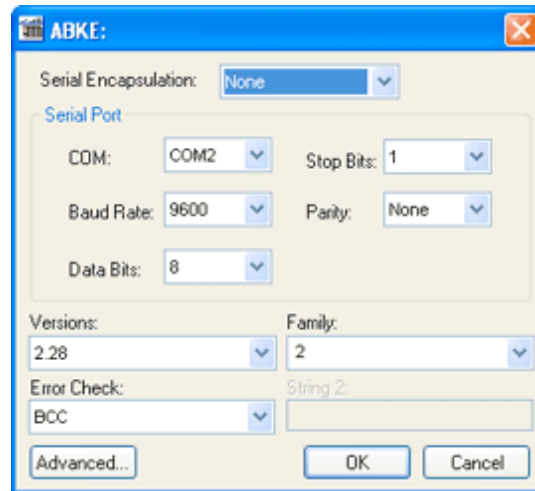 ABKE:
Serial Encapsulation: None
Serial Port
COM: COM2 Stop Bits: 1
Baud Rate: 9600 Parity: None
Data Bits: 8
Versions: Family:
2.28 2
Error Check: String 2:
BCC
Advanced... OK Cancel